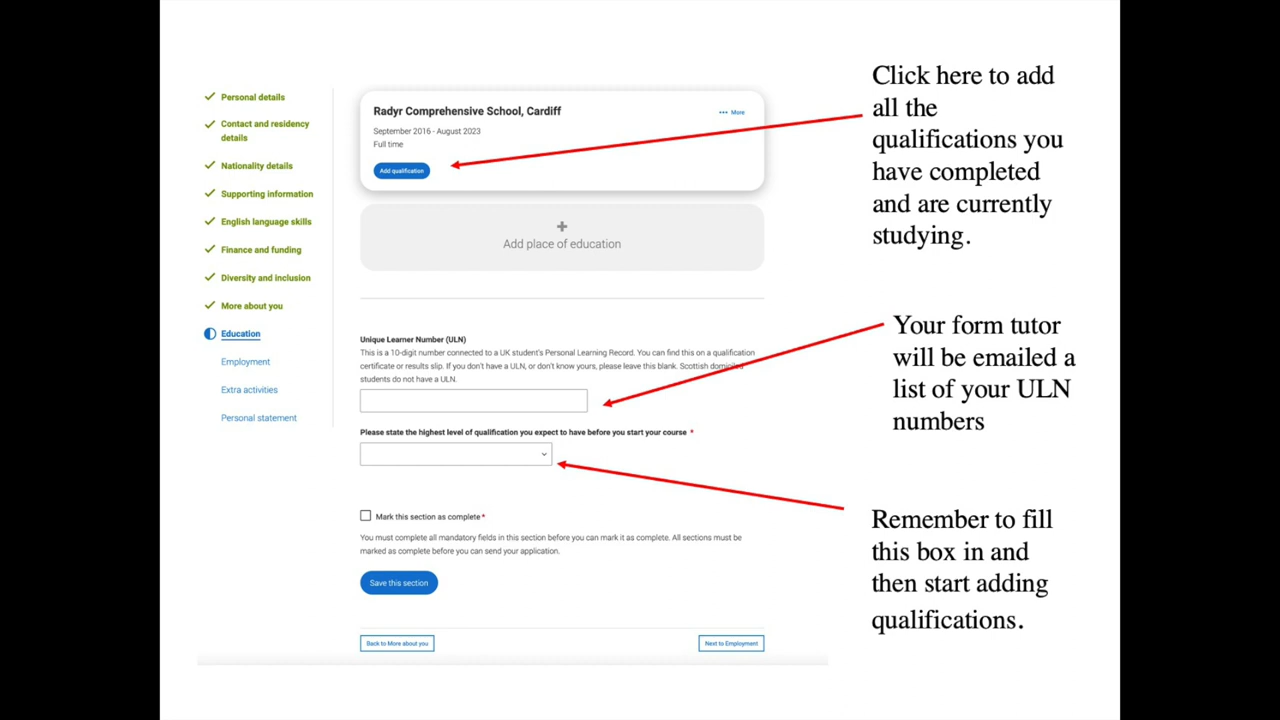 Personal details
Contact and residency
details
Nationality details
Supporting information
English language skills
Finance and funding
Diversity and inclusion
More about you
Education
Employment
Extra activities
Personal statement
Radyr Comprehensive School, Cardiff
More
September 2016 - August 2023
Full time
Add qualification
Add place of education
Unique Learner Number (ULN)
This is a 10-digit number connected to a UK student's Personal Learning Record. You can find this on a qualification
certificate or results slip. If you don't have a ULN, or don't know yours, please leave this blank. Scottish domiciled
students do not have a ULN.
Please state the highest level of qualification you expect to have before you start your course *
Mark this section as complete*
You must complete all mandatory fields in this section before you can mark it as complete. All sections must be
marked as complete before you can send your application.
Save this section
Back to More about you
Next to Employment
Click here to add
all the
qualifications you
have completed
and are currently
studying.
Your form tutor
will be emailed a
list of your ULN
numbers
Remember to fill
this box in and
then start adding
qualifications.